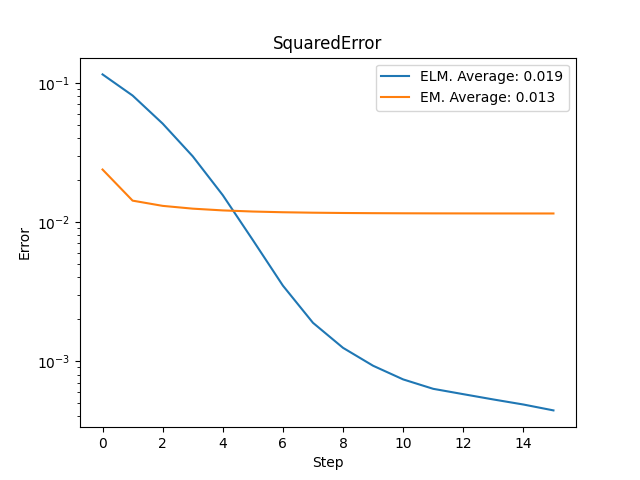 SquaredError
ELM. Average: 0.019
EM. Average: 0.013
10⁻¹
10⁻²
10⁻³
Error
0 2 4 6 8 10 12 14
Step